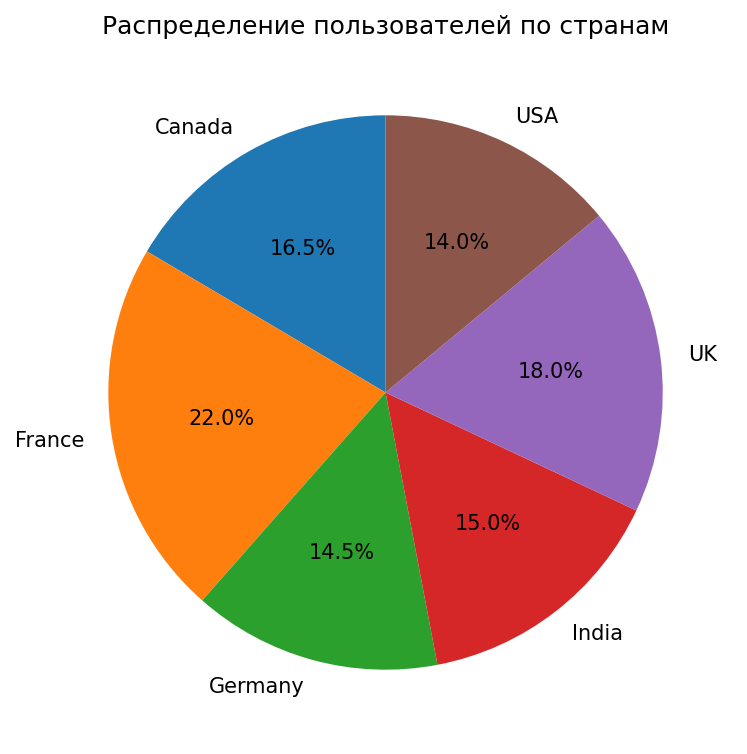 Распределение пользователей по странам
USA
Canada
14.0%
16.5%
UK
18.0%
22.0%
France
15.0%
14.5%
India
Germany